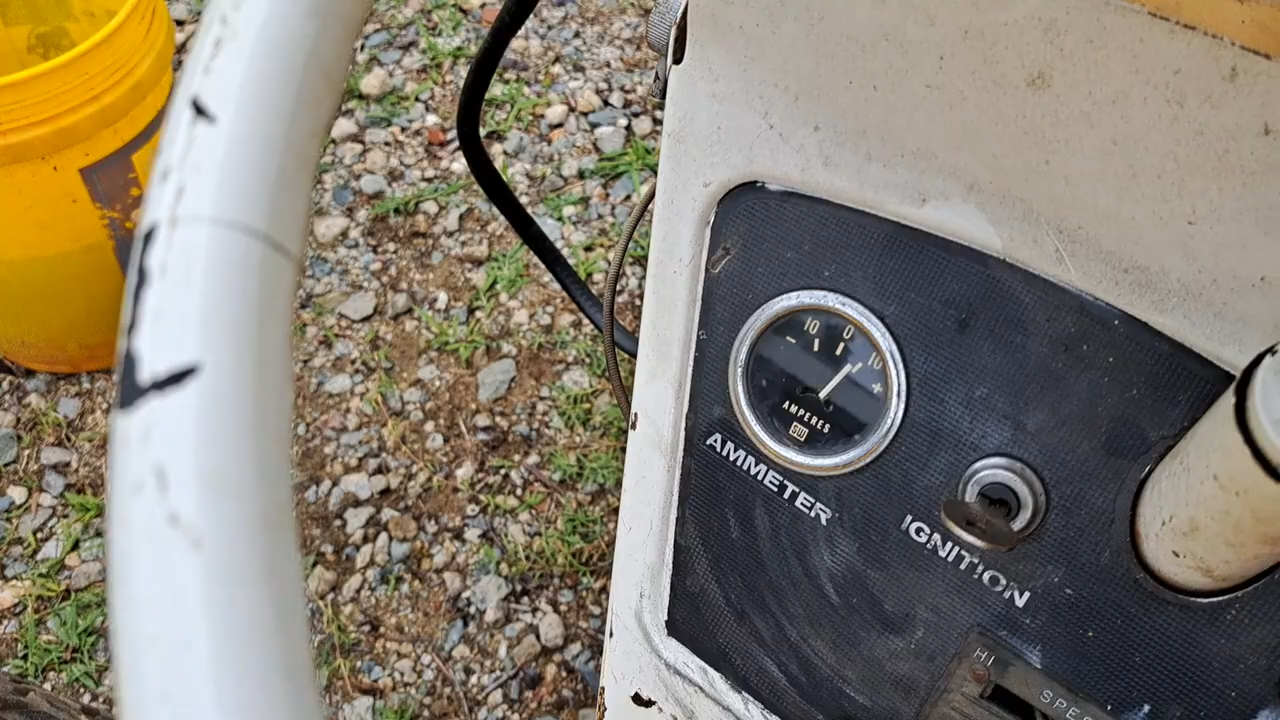 10 0 10
- +
AMPERES
SW
AMMETER
IGNITION
HI
SPE